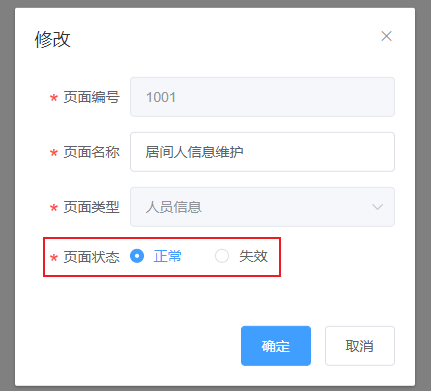 修改
* 页面编号 1001
* 页面名称 居间人信息维护
* 页面类型 人员信息
* 页面状态 正常 失效
确定 取消